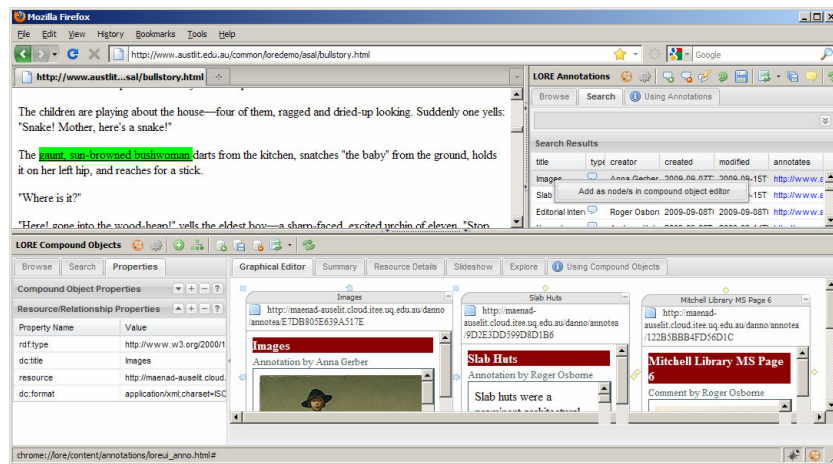 Mozilla Firefox
File Edit View History Bookmarks Tools Help
http://www.austlit.edu.au/common/loredemo/asal/bullstory.html
Google
http://www.austlit...sal/bullstory.html
LORE Annotations
Browse Search Using Annotations
The children are playing about the house—four of them, ragged and dried-up looking. Suddenly one yells:
"Snake! Mother, here's a snake!"
The gaunt, sun-browned bushwoman darts from the kitchen, snatches "the baby" from the ground, holds
it on her left hip, and reaches for a stick.
"Where is it?"
"Here! gone into the wood-heap!" yells the eldest boy—a sharp-faced, excited urchin of eleven. "Stop
Search Results
title type creator created modified annotates
Images Anna Gerber 2009-09-07T 2009-09-15T http://www.a
Slab
Add as node/s in compound object editor
Editorial Interv Roger Osborn 2009-09-08T 2009-09-08T http://www.a
LORE Compound Objects
Browse Search Properties
Graphical Editor Summary Resource Details Slideshow Explore Using Compound Objects
Compound Object Properties
Resource/Relationship Properties
Property Name Value
rdf:type http://www.w3.org/2000/1
dc:title Images
resource http://maenad-auselit.cloud.
dc:format application/xml;charset=ISO
Images
http://maenad-auselit.cloud.itee.uq.edu.au/danno
/annotea/E7DB805E639A517E
Images
Annotation by Anna Gerber
Slab Huts
http://maenad-
auselit.cloud.itee.uq.edu.au/danno/annotea
/9D2E3DD599D8D1B6
Slab Huts
Annotation by Roger Osborne
Slab huts were a
prominent architectural
Mitchell Library MS Page 6
http://maenad-
auselit.cloud.itee.uq.edu.au/danno/annotea
/122B5BBB4FD56D1C
Mitchell Library MS Page
6
Comment by Roger Osborne
chrome://lore/content/annotations/loreui_anno.html#